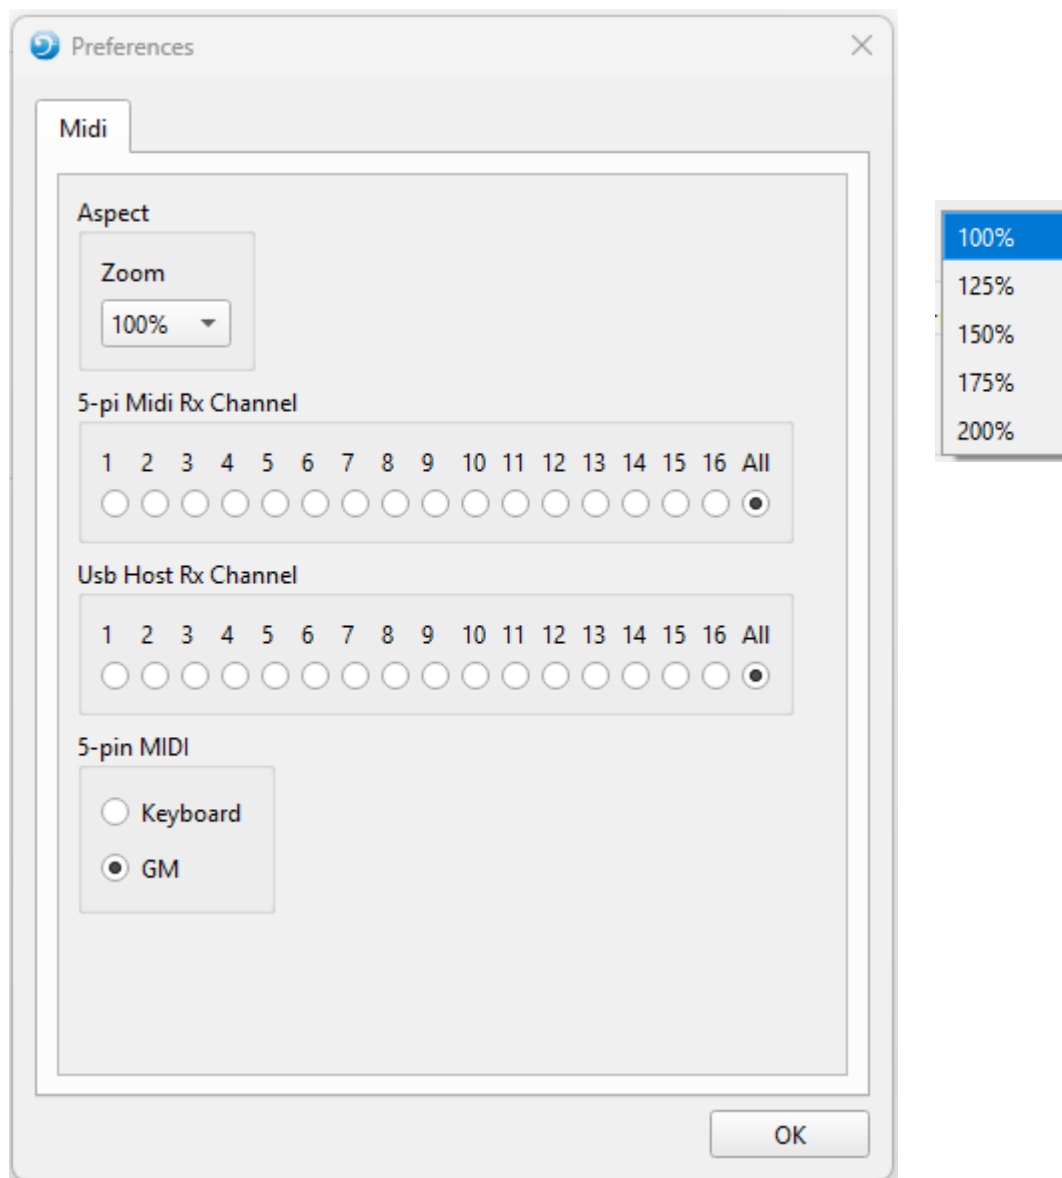 Preferences
Midi
Aspect
Zoom
100%
5-pi Midi Rx Channel
1 2 3 4 5 6 7 8 9 10 11 12 13 14 15 16 All
Usb Host Rx Channel
1 2 3 4 5 6 7 8 9 10 11 12 13 14 15 16 All
5-pin MIDI
Keyboard
GM
OK
100%
125%
150%
175%
200%